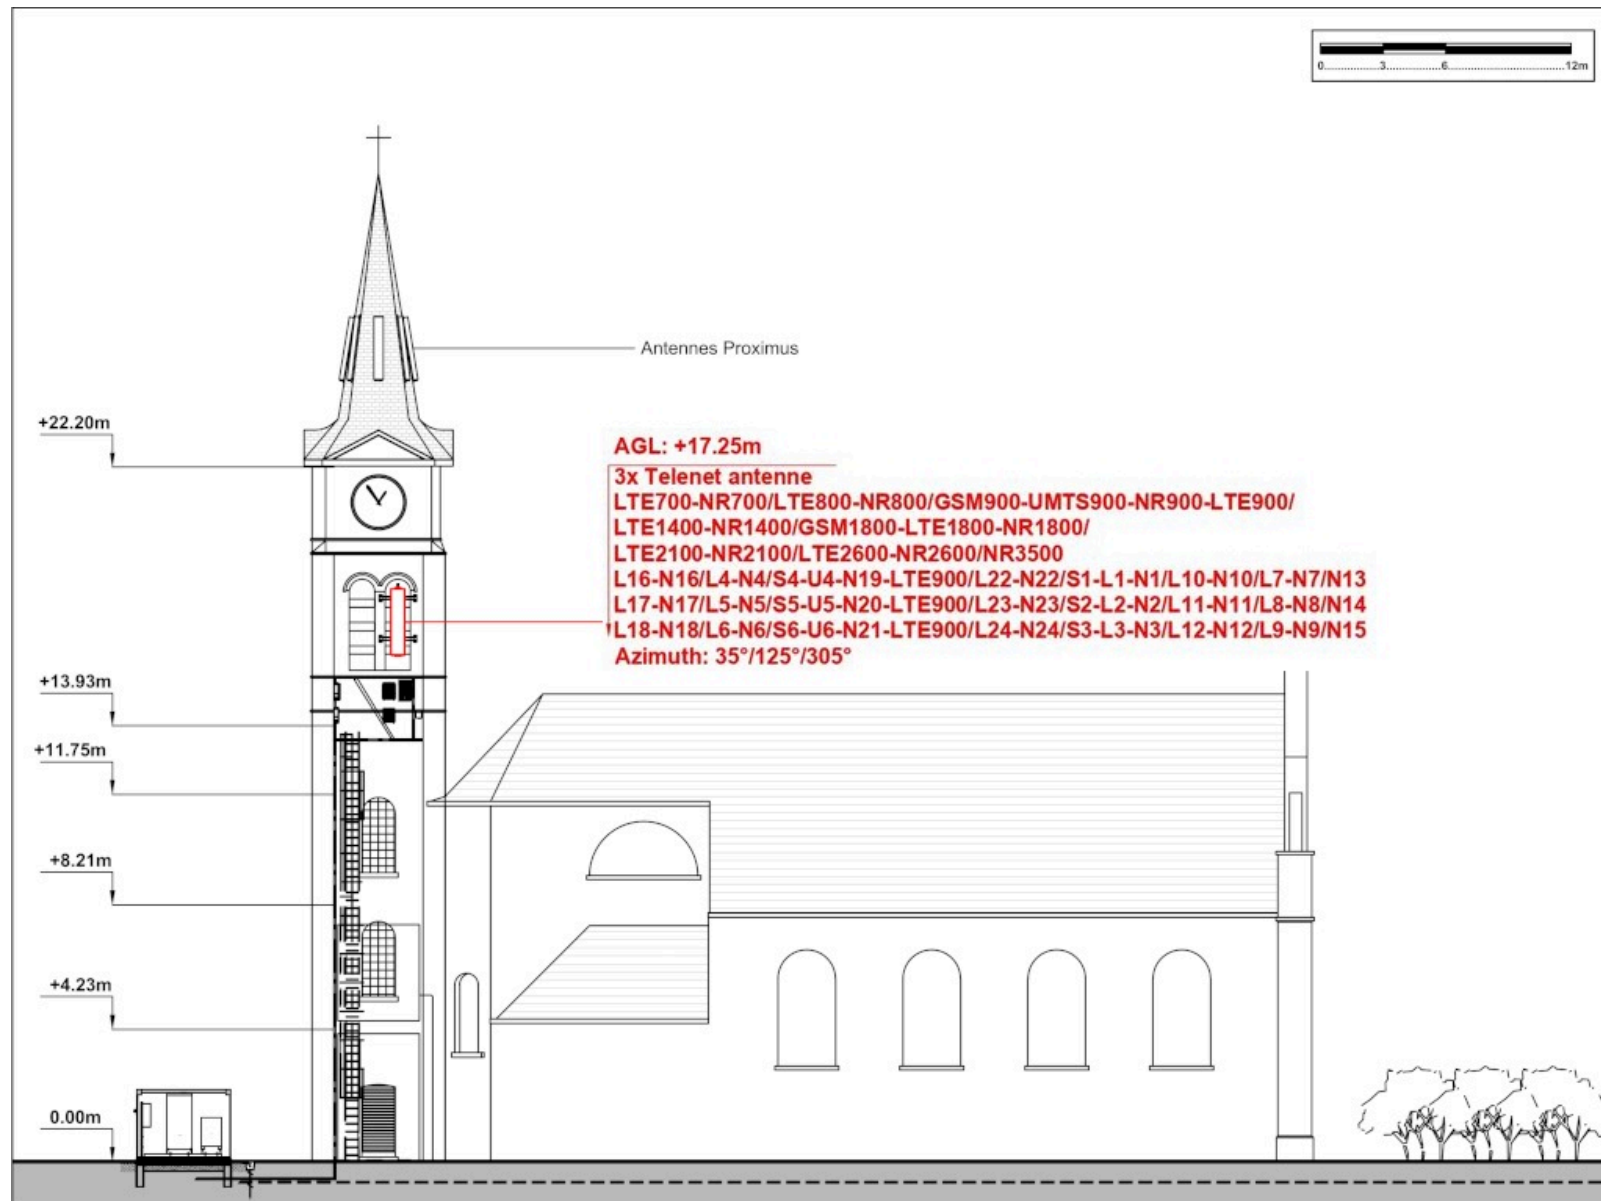 0.............3.............6.........................12m
Antennes Proximus
+22.20m
AGL: +17.25m
3x Telenet antenne
LTE700-NR700/LTE800-NR800/GSM900-UMTS900-NR900-LTE900/
LTE1400-NR1400/GSM1800-LTE1800-NR1800/
LTE2100-NR2100/LTE2600-NR2600/NR3500
L16-N16/L4-N4/S4-U4-N19-LTE900/L22-N22/S1-L1-N1/L10-N10/L7-N7/N13
L17-N17/L5-N5/S5-U5-N20-LTE900/L23-N23/S2-L2-N2/L11-N11/L8-N8/N14
L18-N18/L6-N6/S6-U6-N21-LTE900/L24-N24/S3-L3-N3/L12-N12/L9-N9/N15
Azimuth: 35°/125°/305°
+13.93m
+11.75m
+8.21m
+4.23m
0.00m